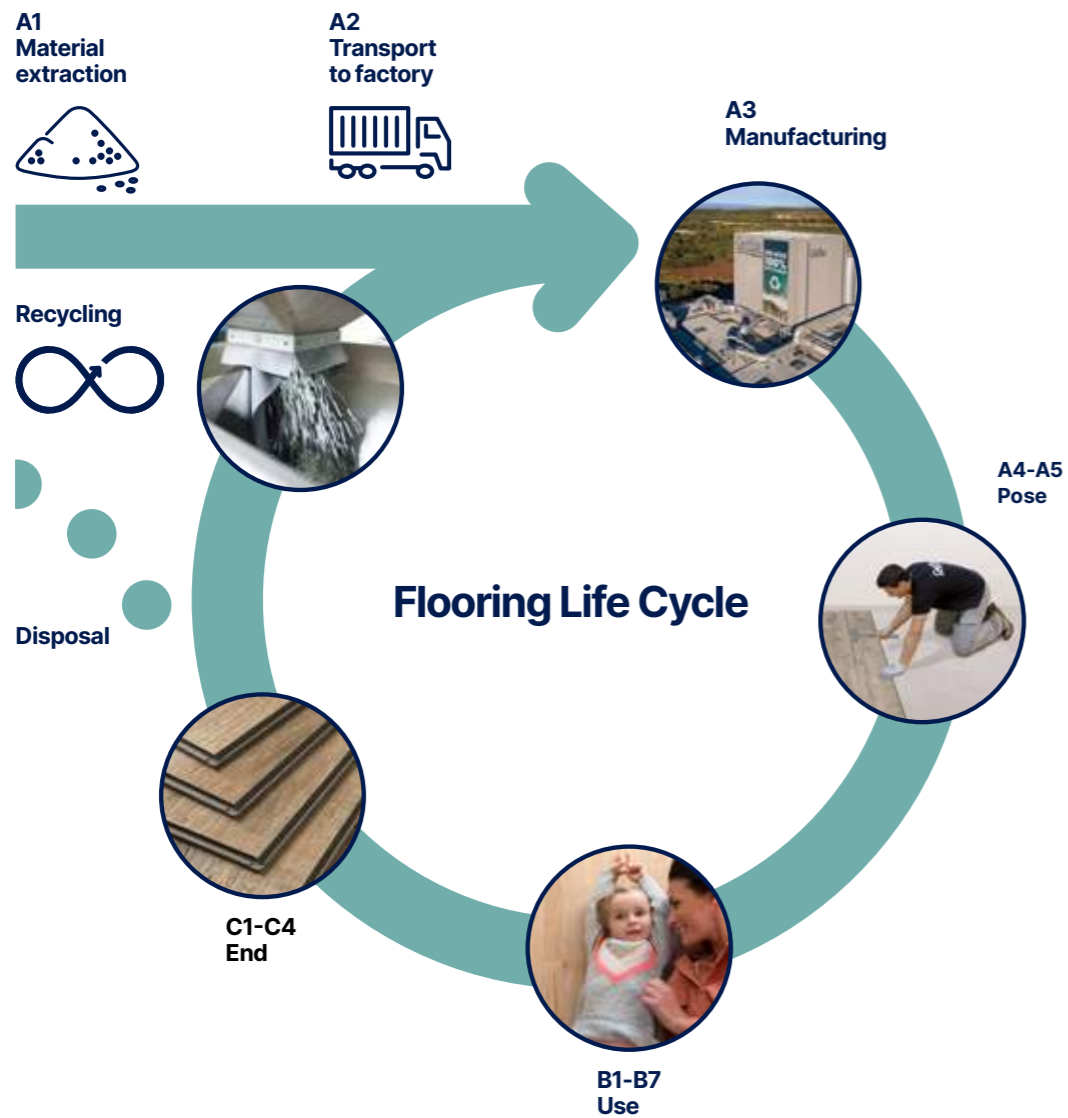 A1
Material
extraction
A2
Transport
to factory
A3
Manufacturing
Recycling
A4-A5
Pose
Flooring Life Cycle
Disposal
C1-C4
End
B1-B7
Use